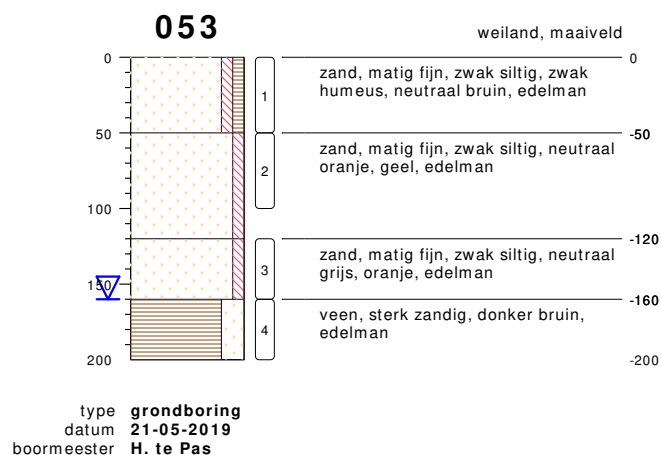 053
weiland, maaiveld
0
0
zand, matig fijn, zwak siltig, zwak
humeus, neutraal bruin, edelman
1
50
-50
zand, matig fijn, zwak siltig, neutraal
oranje, geel, edelman
2
100
-120
zand, matig fijn, zwak siltig, neutraal
grijs, oranje, edelman
3
150
-160
veen, sterk zandig, donker bruin,
edelman
4
200
-200
type grondboring
datum 21-05-2019
boormeester H. te Pas